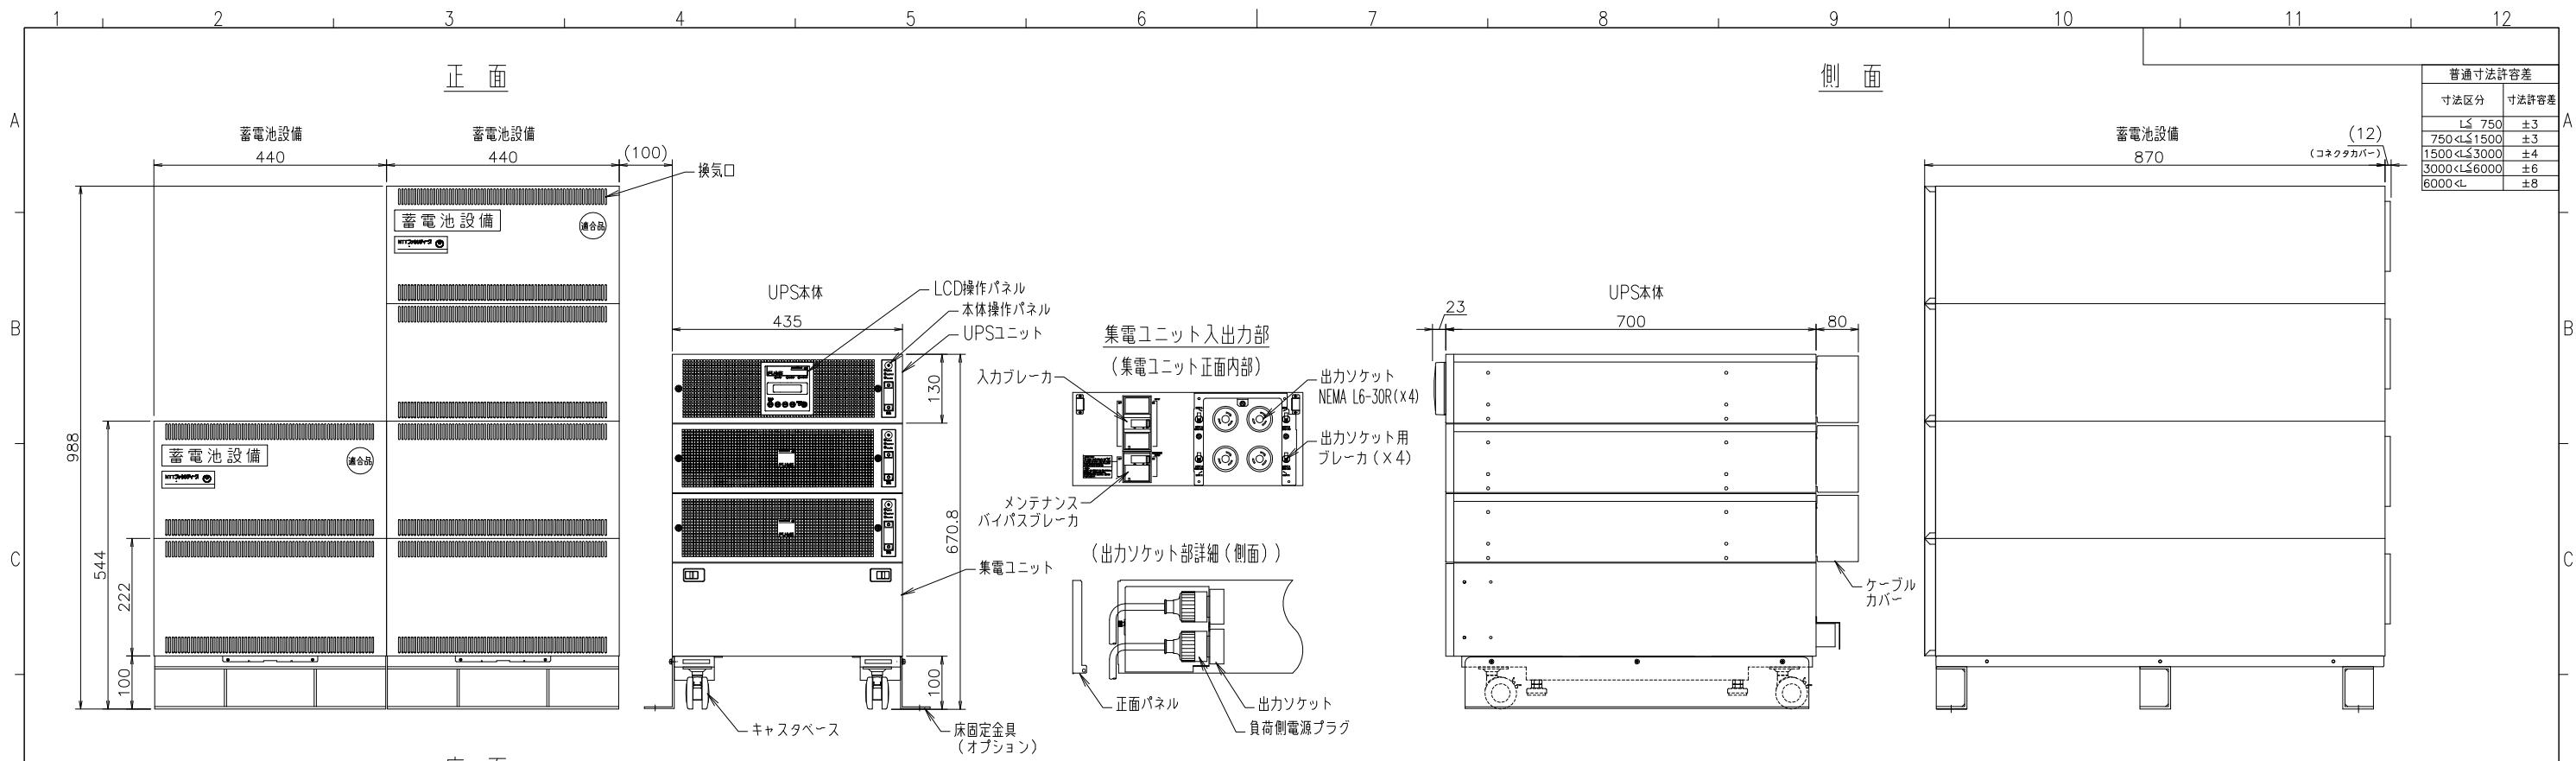 1 2 3 4 5 6 7 8 9 10 11 12
A
B
C
A
B
C
正 面
側 面
普通寸法許容差
寸法区分 寸法許容差
L≦ 750 ±3
750<L≦1500 ±3
1500<L≦3000 ±4
3000<L≦6000 ±6
6000<L ±8
蓄電池設備
440
蓄電池設備
440
(100)
換気口
蓄電池設備
適合品
蓄電池設備
適合品
988
544
222
100
UPS本体
435
LCD操作パネル
本体操作パネル
UPSユニット
130
670.8
100
集電ユニット
キャスタベース
床固定金具
(オプション)
集電ユニット入出力部
(集電ユニット正面内部)
入力ブレーカ
出力ソケット
NEMA L6-30R(×4)
出力ソケット用
ブレーカ(×4)
メンテナンス
バイパスブレーカ
(出力ソケット部詳細(側面))
正面パネル
出力ソケット
負荷側電源プラグ
UPS本体
23
700
80
ケーブル
カバー
蓄電池設備
870
(12)
(コネクタカバー)